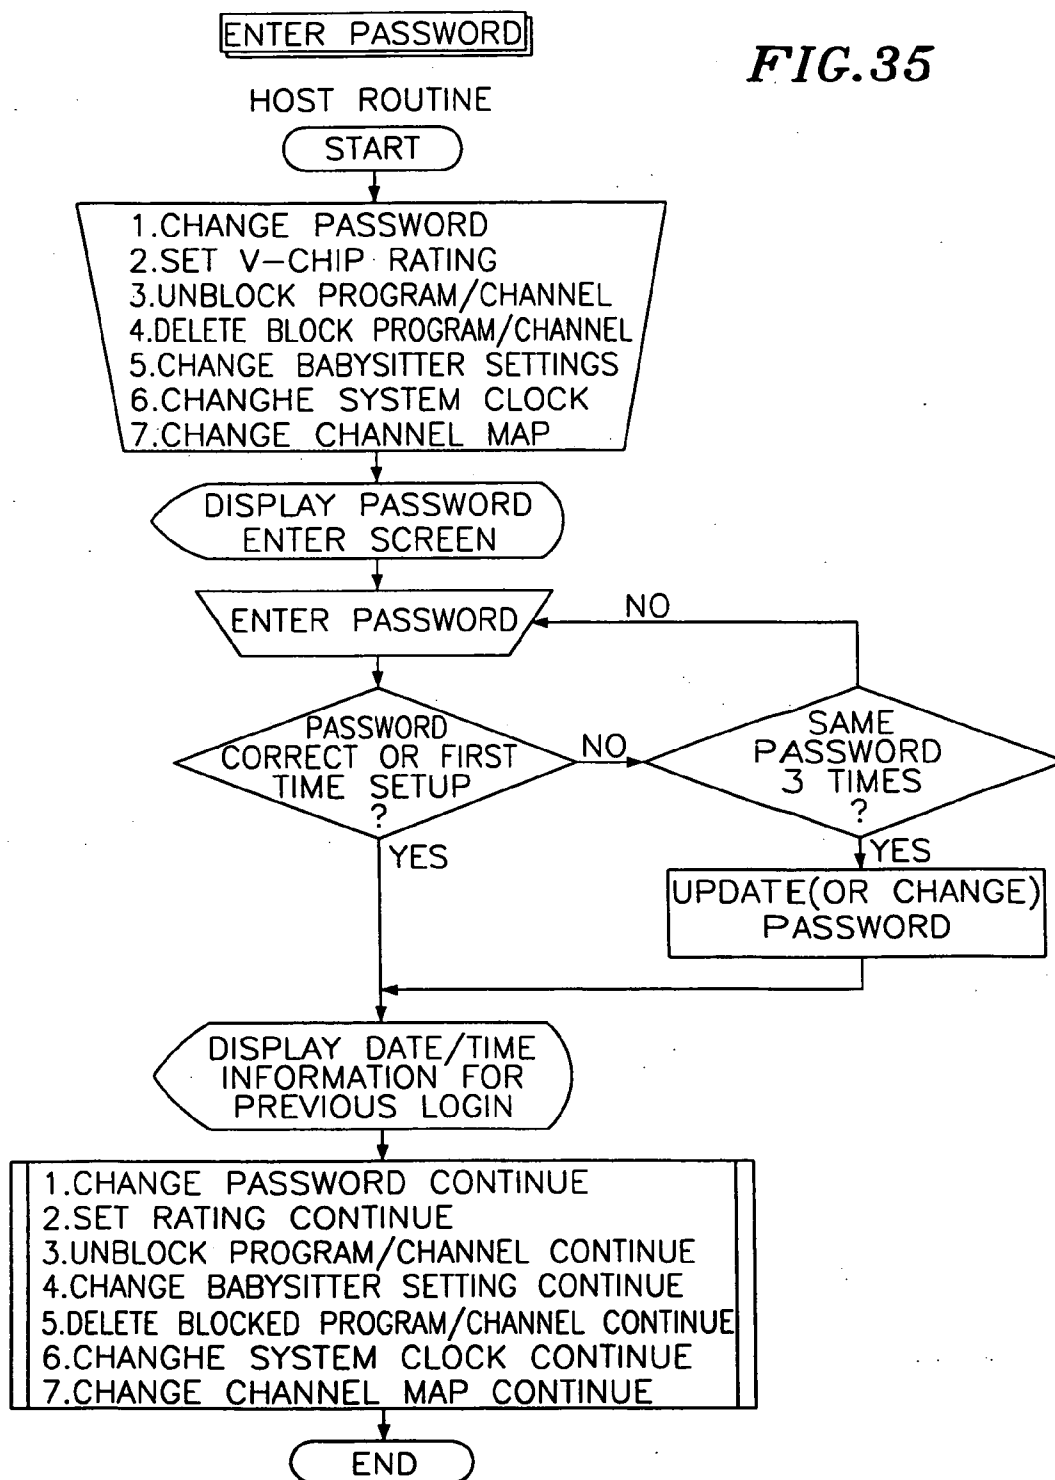 ENTER PASSWORD
FIG.35
HOST ROUTINE
START
1.CHANGE PASSWORD
2.SET V-CHIP RATING
3.UNBLOCK PROGRAM/CHANNEL
4.DELETE BLOCK PROGRAM/CHANNEL
5.CHANGE BABYSITTER SETTINGS
6.CHANGHE SYSTEM CLOCK
7.CHANGE CHANNEL MAP
DISPLAY PASSWORD
ENTER SCREEN
ENTER PASSWORD
NO
PASSWORD
CORRECT OR FIRST
TIME SETUP
?
NO
SAME
PASSWORD
3 TIMES
?
YES
YES
UPDATE(OR CHANGE)
PASSWORD
DISPLAY DATE/TIME
INFORMATION FOR
PREVIOUS LOGIN
1.CHANGE PASSWORD CONTINUE
2.SET RATING CONTINUE
3.UNBLOCK PROGRAM/CHANNEL CONTINUE
4.CHANGE BABYSITTER SETTING CONTINUE
5.DELETE BLOCKED PROGRAM/CHANNEL CONTINUE
6.CHANGHE SYSTEM CLOCK CONTINUE
7.CHANGE CHANNEL MAP CONTINUE
END